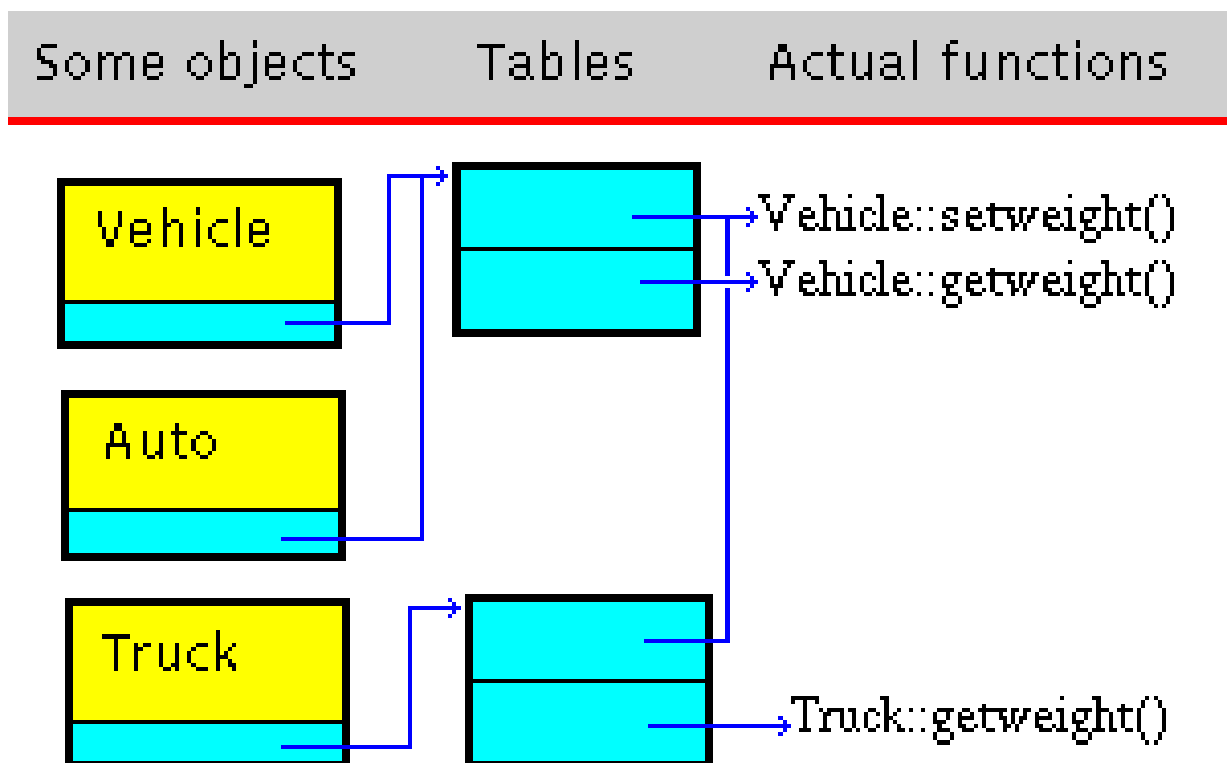 Some objects Tables Actual functions
Vehicle
Vehicle::setweight()
Vehicle::getweight()
Auto
Truck
Truck::getweight()